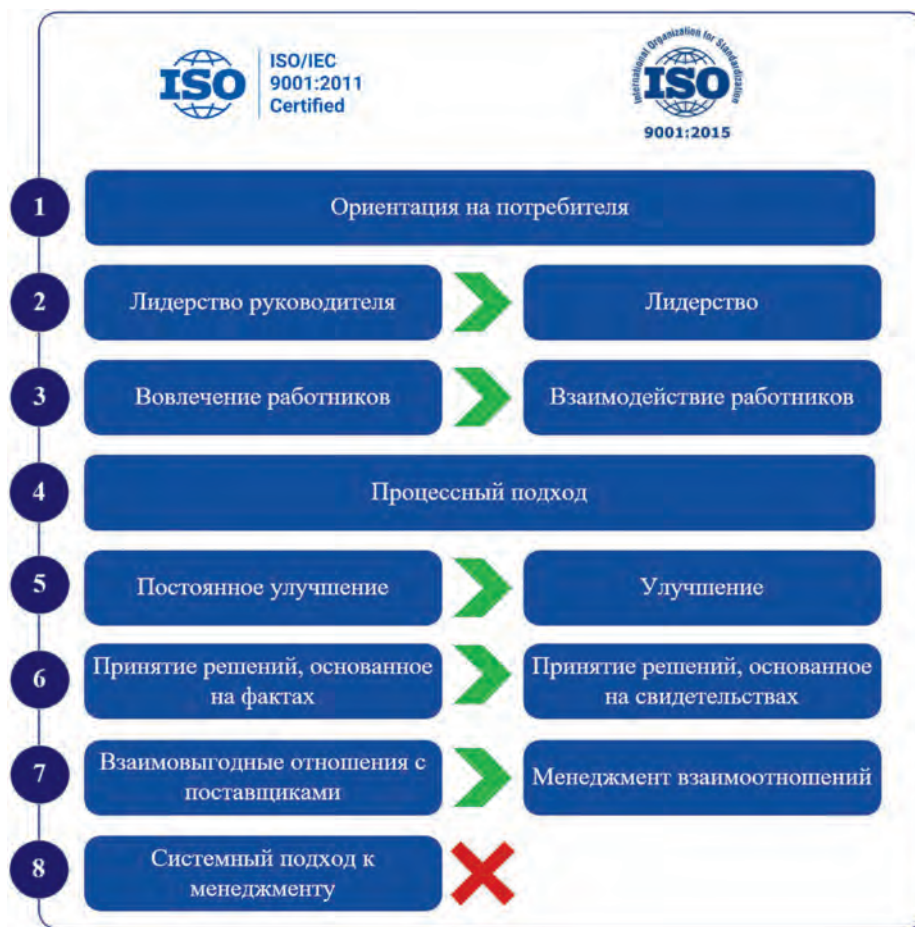 ISO
ISO/IEC
9001:2011
Certified
International Organization for Standardization
ISO
9001:2015
1
Ориентация на потребителя
2
Лидерство руководителя
Лидерство
3
Вовлечение работников
Взаимодействие работников
4
Процессный подход
5
Постоянное улучшение
Улучшение
6
Принятие решений, основанное
на фактах
Принятие решений, основанное
на свидетельствах
7
Взаимовыгодные отношения с
поставщиками
Менеджмент взаимоотношений
8
Системный подход к
менеджменту